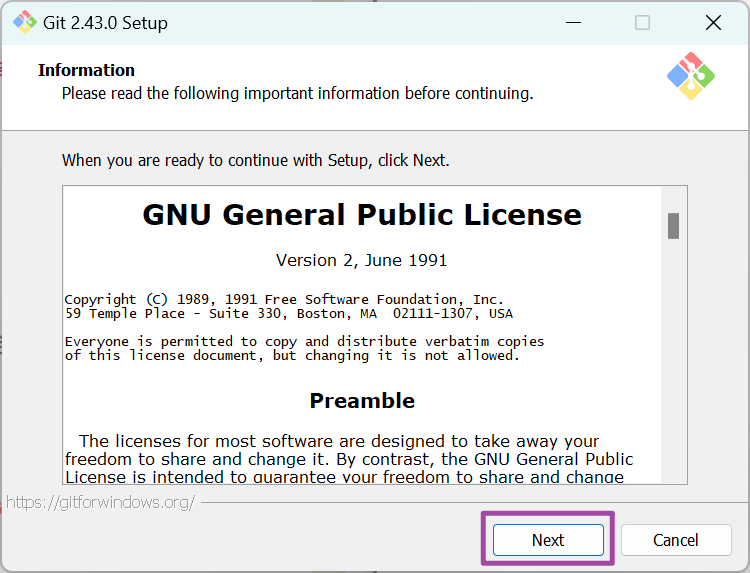 Git 2.43.0 Setup
Information
Please read the following important information before continuing.
When you are ready to continue with Setup, click Next.
GNU General Public License
Version 2, June 1991
Copyright (C) 1989, 1991 Free Software Foundation, Inc.
59 Temple Place - Suite 330, Boston, MA  02111-1307, USA
Everyone is permitted to copy and distribute verbatim copies
of this license document, but changing it is not allowed.
Preamble
The licenses for most software are designed to take away your
freedom to share and change it. By contrast, the GNU General Public
License is intended to guarantee your freedom to share and change
https://gitforwindows.org/
Next
Cancel